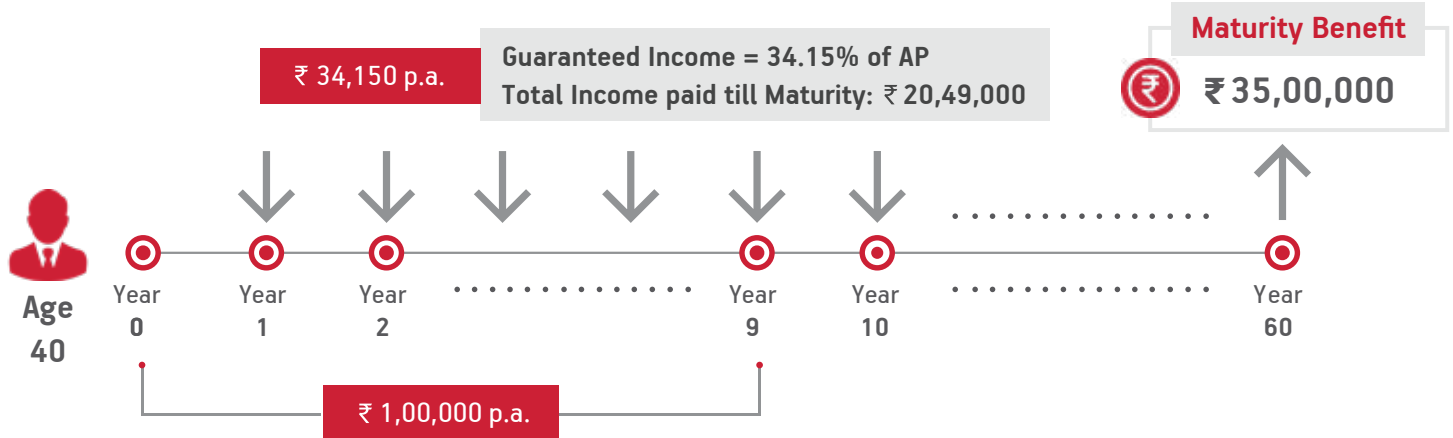 Maturity Benefit
₹ 35,00,000
₹ 34,150 p.a.
Guaranteed Income = 34.15% of AP
Total Income paid till Maturity: ₹ 20,49,000
Age
40
Year
0
Year
1
Year
2
Year
9
Year
10
Year
60
₹ 1,00,000 p.a.